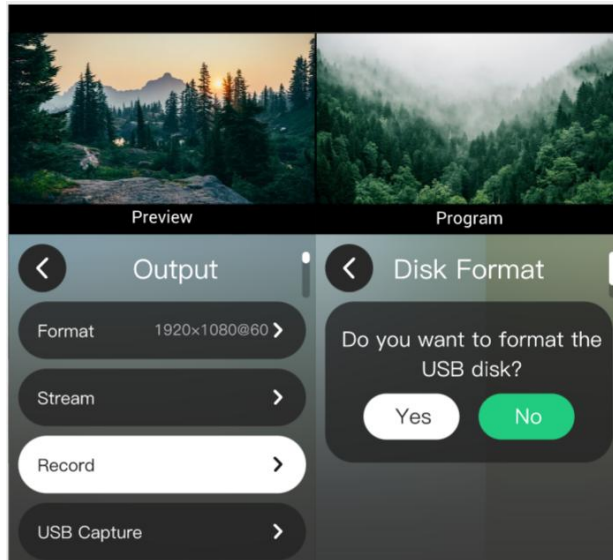 Preview
Program
Output
Format 1920×1080@60
Stream
Record
USB Capture
Disk Format
Do you want to format the
USB disk?
Yes
No